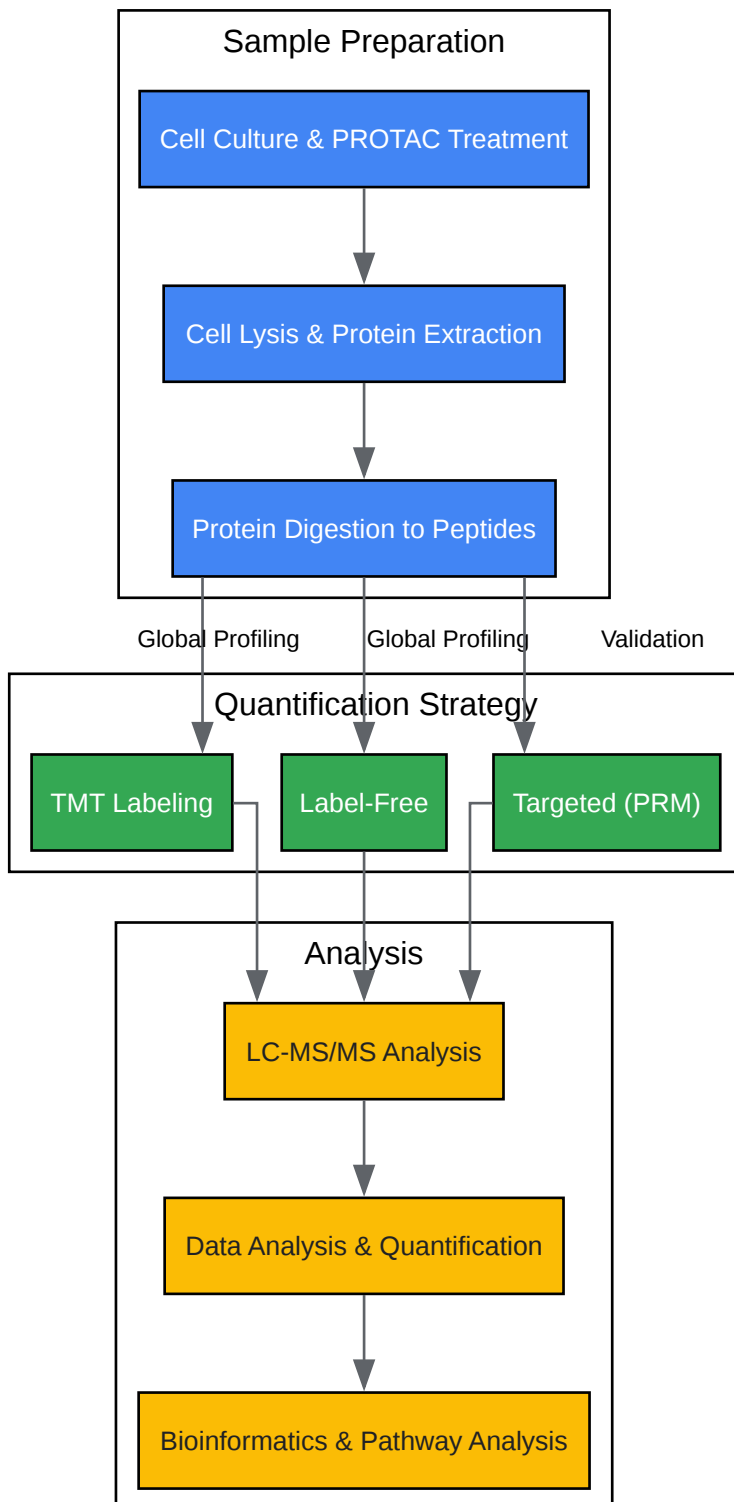 Sample Preparation
Cell Culture & PROTAC Treatment
Cell Lysis & Protein Extraction
Protein Digestion to Peptides
Global Profiling
Global Profiling
Validation
Quantification Strategy
TMT Labeling
Label-Free
Targeted (PRM)
Analysis
LC-MS/MS Analysis
Data Analysis & Quantification
Bioinformatics & Pathway Analysis